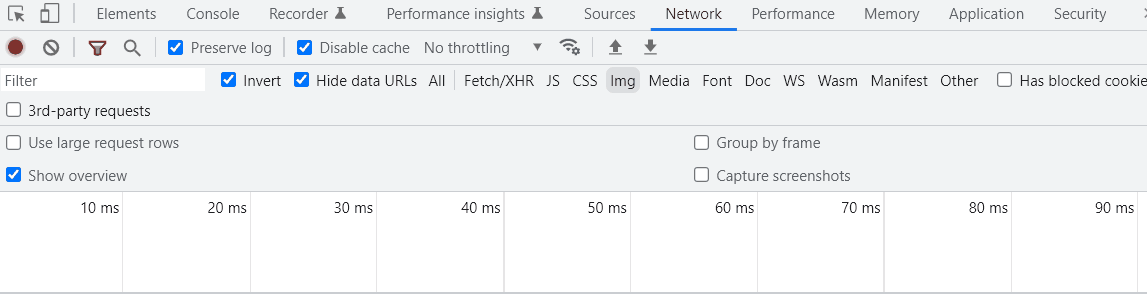 Elements Console Recorder Performance insights Sources Network Performance Memory Application Security
Preserve log Disable cache No throttling
Filter Invert Hide data URLs All Fetch/XHR JS CSS Img Media Font Doc WS Wasm Manifest Other Has blocked cookie
3rd-party requests
Use large request rows Group by frame
Show overview Capture screenshots
10 ms 20 ms 30 ms 40 ms 50 ms 60 ms 70 ms 80 ms 90 ms